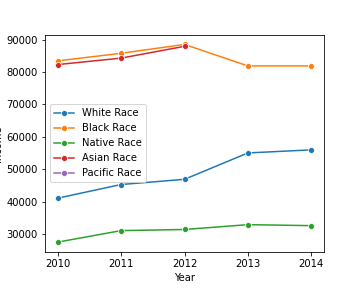 90000
80000
70000
60000
50000
40000
30000
White Race
Black Race
Native Race
Asian Race
Pacific Race
2010 2011 2012 2013 2014
Year